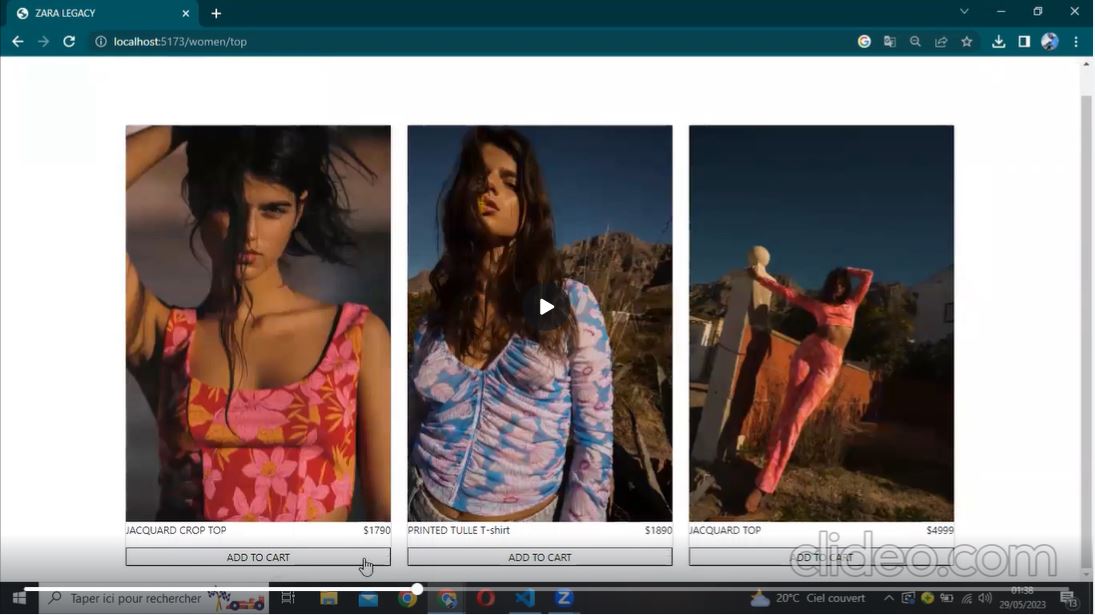 ZARA LEGACY
localhost:5173/women/top
JACQUARD CROP TOP $1790
PRINTED TULLE T-shirt $1890
JACQUARD TOP $4999
ADD TO CART
ADD TO CART
ADD TO CART
clideo.com
Taper ici pour rechercher
20°C Ciel couvert
01:38
29/05/2023
13